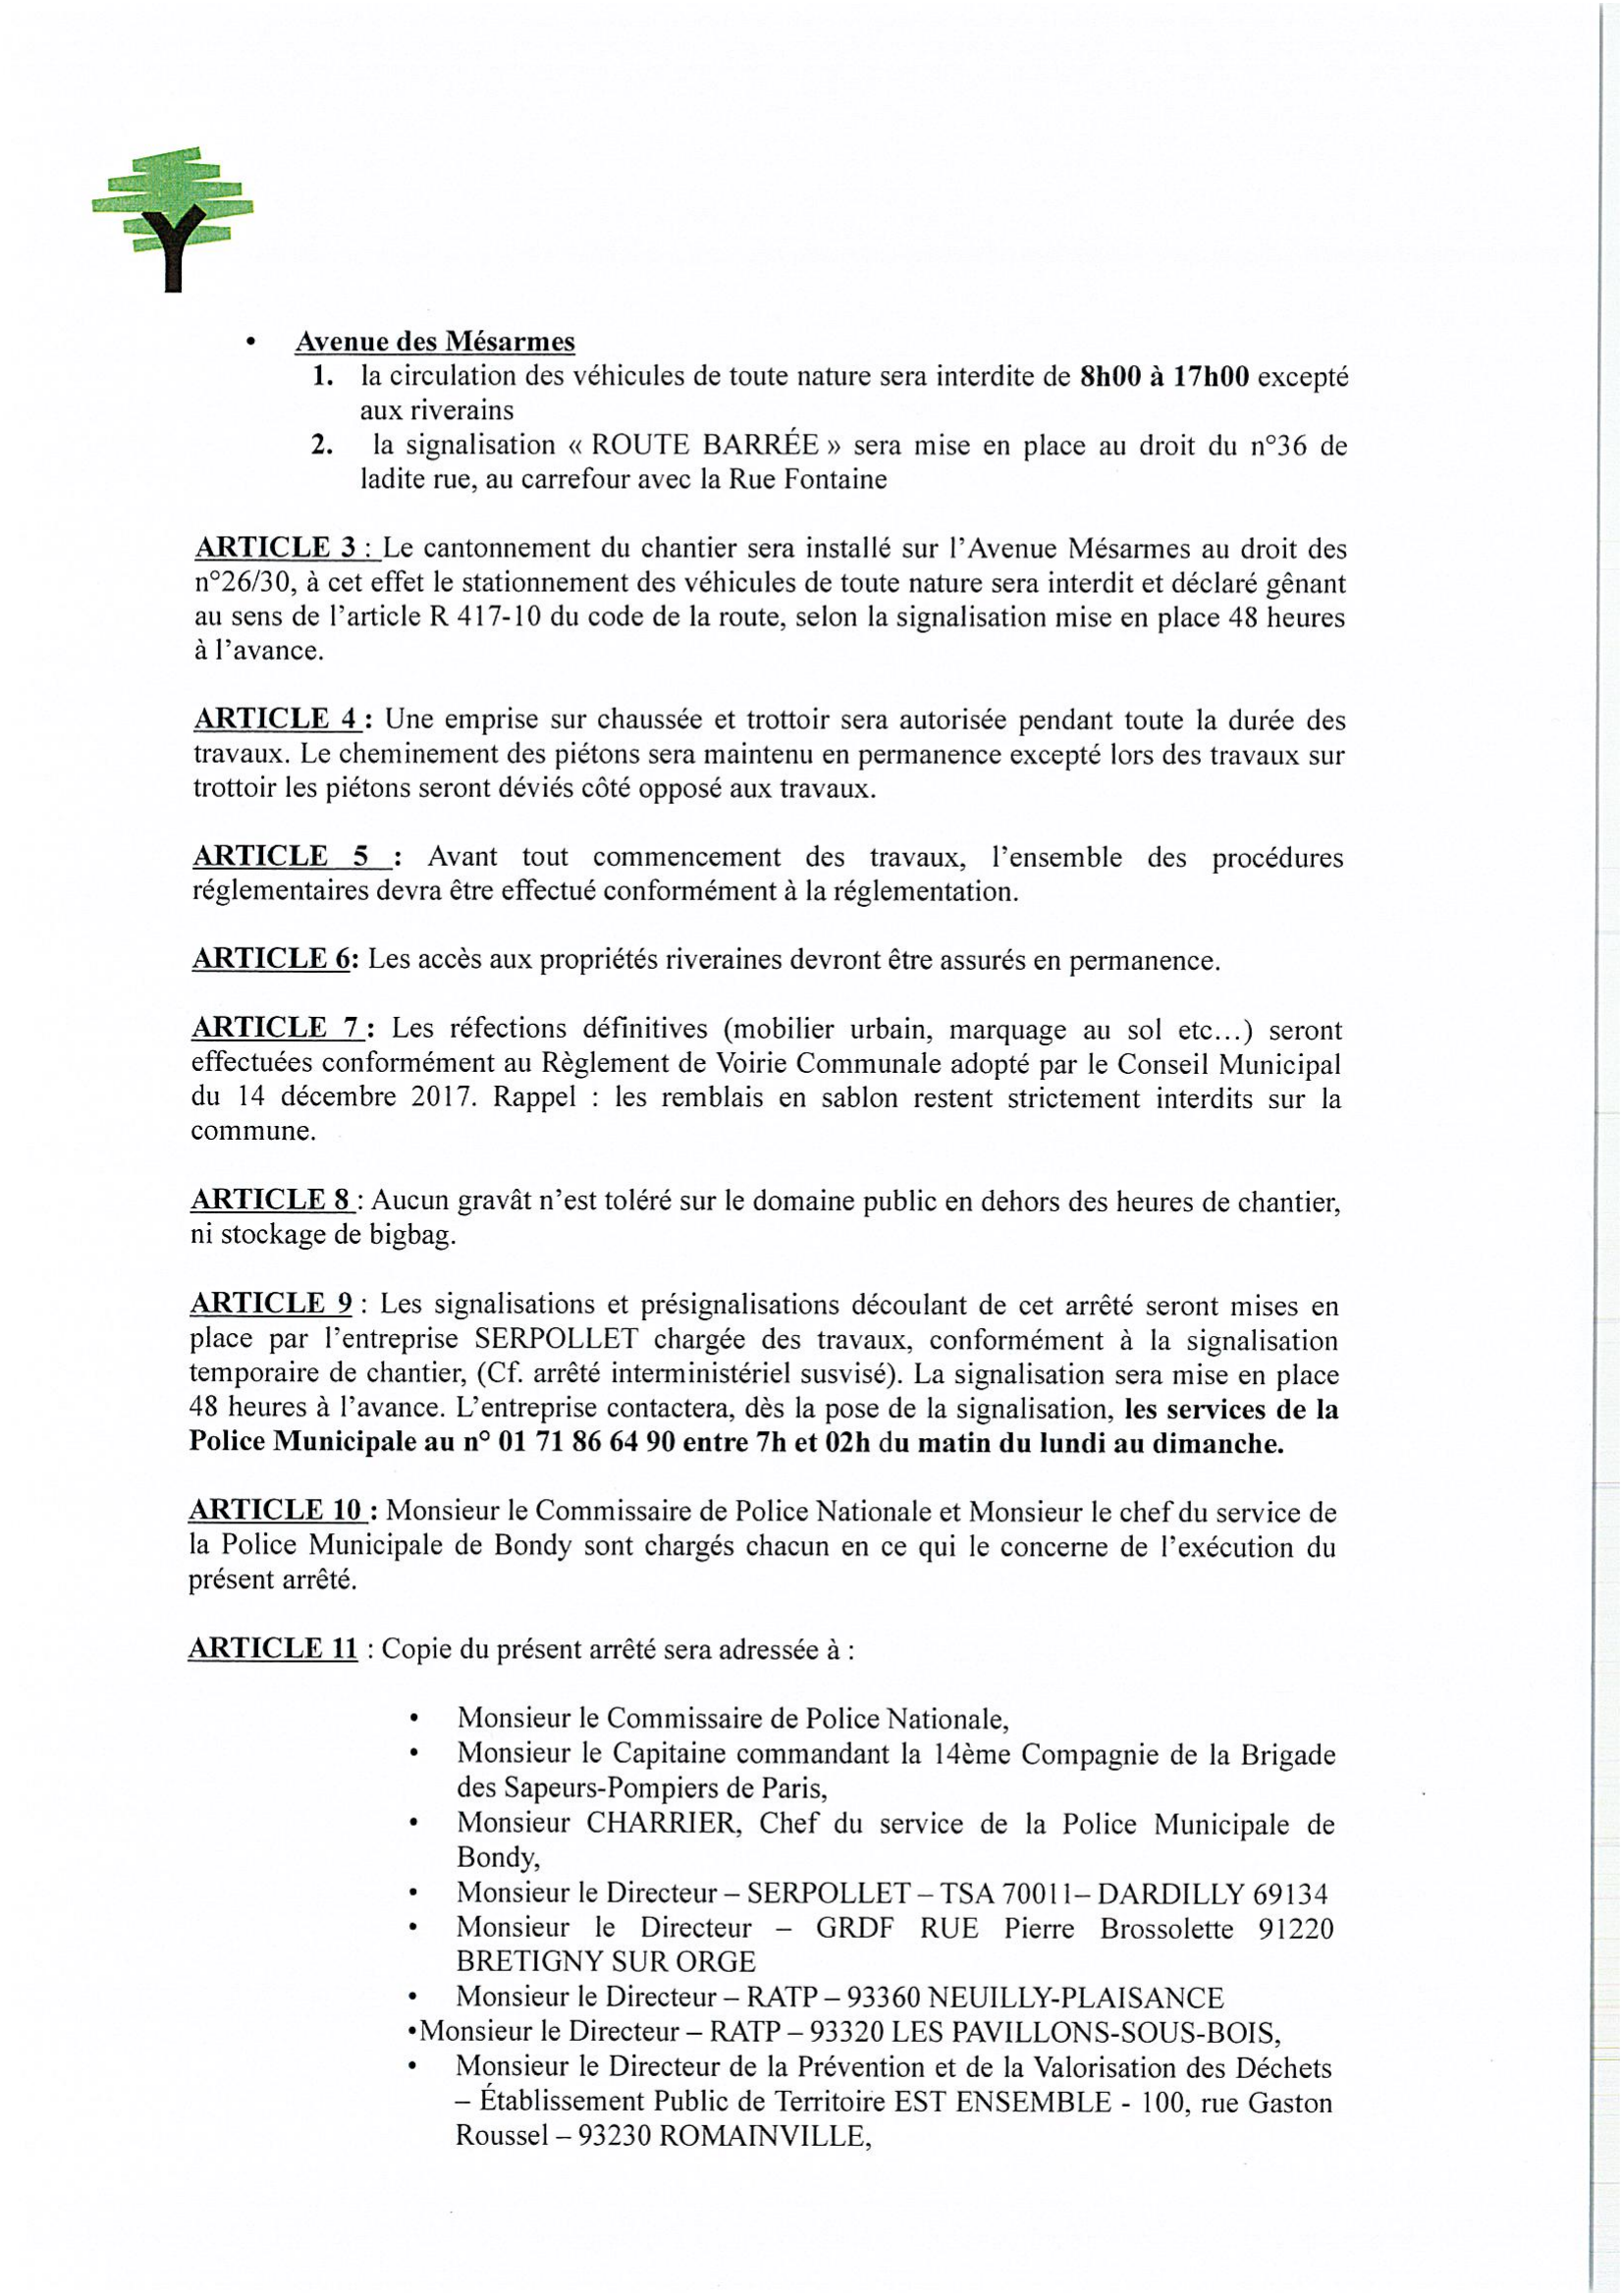 • Avenue des Mésarmes
1. la circulation des véhicules de toute nature sera interdite de 8h00 à 17h00 excepté
aux riverains
2. la signalisation « ROUTE BARRÉE » sera mise en place au droit du n°36 de
ladite rue, au carrefour avec la Rue Fontaine
ARTICLE 3 : Le cantonnement du chantier sera installé sur l'Avenue Mésarmes au droit des
n°26/30, à cet effet le stationnement des véhicules de toute nature sera interdit et déclaré gênant
au sens de l'article R 417-10 du code de la route, selon la signalisation mise en place 48 heures
à l'avance.
ARTICLE 4 : Une emprise sur chaussée et trottoir sera autorisée pendant toute la durée des
travaux. Le cheminement des piétons sera maintenu en permanence excepté lors des travaux sur
trottoir les piétons seront déviés côté opposé aux travaux.
ARTICLE 5 : Avant tout commencement des travaux, l'ensemble des procédures
réglementaires devra être effectué conformément à la réglementation.
ARTICLE 6: Les accès aux propriétés riveraines devront être assurés en permanence.
ARTICLE 7 : Les réfections définitives (mobilier urbain, marquage au sol etc...) seront
effectuées conformément au Règlement de Voirie Communale adopté par le Conseil Municipal
du 14 décembre 2017. Rappel : les remblais en sablon restent strictement interdits sur la
commune.
ARTICLE 8 : Aucun gravât n'est toléré sur le domaine public en dehors des heures de chantier,
ni stockage de bigbag.
ARTICLE 9 : Les signalisations et présignalisations découlant de cet arrêté seront mises en
place par l'entreprise SERPOLLET chargée des travaux, conformément à la signalisation
temporaire de chantier, (Cf. arrêté interministériel susvisé). La signalisation sera mise en place
48 heures à l'avance. L'entreprise contactera, dès la pose de la signalisation, les services de la
Police Municipale au n° 01 71 86 64 90 entre 7h et 02h du matin du lundi au dimanche.
ARTICLE 10 : Monsieur le Commissaire de Police Nationale et Monsieur le chef du service de
la Police Municipale de Bondy sont chargés chacun en ce qui le concerne de l'exécution du
présent arrêté.
ARTICLE 11 : Copie du présent arrêté sera adressée à :
• Monsieur le Commissaire de Police Nationale,
• Monsieur le Capitaine commandant la 14ème Compagnie de la Brigade
des Sapeurs-Pompiers de Paris,
• Monsieur CHARRIER, Chef du service de la Police Municipale de
Bondy,
• Monsieur le Directeur – SERPOLLET – TSA 70011– DARDILLY 69134
• Monsieur le Directeur – GRDF RUE Pierre Brossolette 91220
BRETIGNY SUR ORGE
• Monsieur le Directeur – RATP – 93360 NEUILLY-PLAISANCE
•Monsieur le Directeur – RATP – 93320 LES PAVILLONS-SOUS-BOIS,
• Monsieur le Directeur de la Prévention et de la Valorisation des Déchets
– Établissement Public de Territoire EST ENSEMBLE - 100, rue Gaston
Roussel – 93230 ROMAINVILLE,